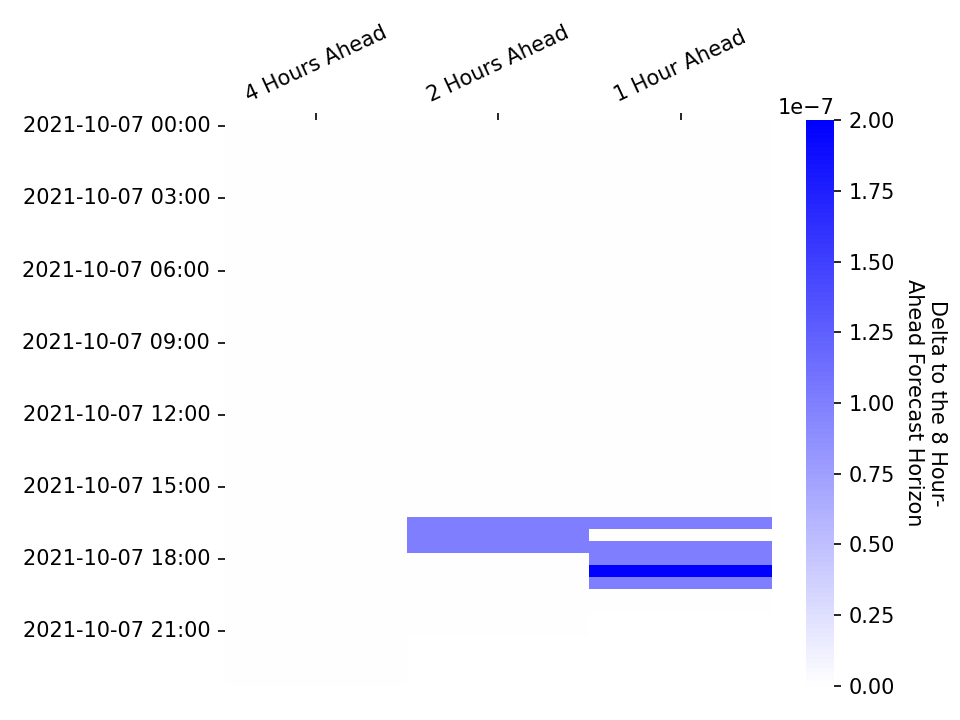 4 Hours Ahead
2 Hours Ahead
1 Hour Ahead
2021-10-07 00:00
2021-10-07 03:00
2021-10-07 06:00
2021-10-07 09:00
2021-10-07 12:00
2021-10-07 15:00
2021-10-07 18:00
2021-10-07 21:00
1e−7
2.00
1.75
1.50
1.25
1.00
0.75
0.50
0.25
0.00
Delta to the 8 Hour-
Ahead Forecast Horizon